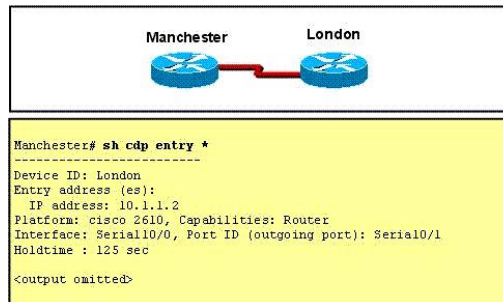 Manchester
London
Manchester# sh cdp entry *
-------------------------
Device ID: London
Entry address (es):
IP address: 10.1.1.2
Platform: cisco 2610, Capabilities: Router
Interface: Serial10/0, Port ID (outgoing port): Serial0/1
Holdtime : 125 sec
<output omitted>